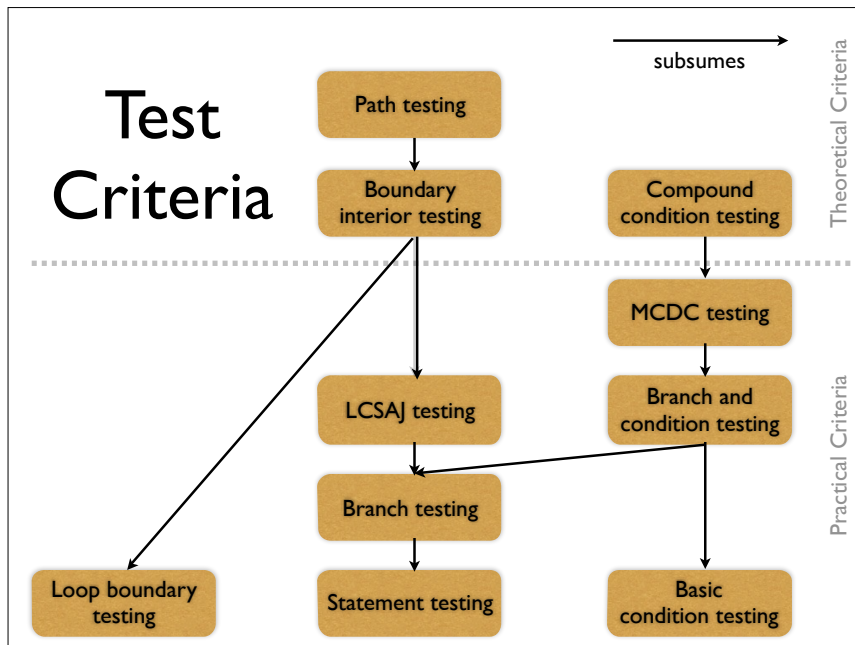 Test
Criteria
subsumes
Theoretical Criteria
Path testing
Boundary
interior testing
Compound
condition testing
MCDC testing
LCSAJ testing
Branch and
condition testing
Practical Criteria
Branch testing
Loop boundary
testing
Statement testing
Basic
condition testing